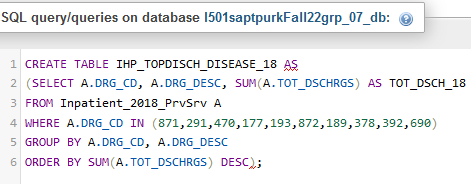 SQL query/queries on database I501saptpurkFall22grp_07_db:
1 CREATE TABLE IHP_TOPDISCH_DISEASE_18 AS
2 (SELECT A.DRG_CD, A.DRG_DESC, SUM(A.TOT_DSCHRGS) AS TOT_DSCH_18
3 FROM Inpatient_2018_PrvSrv A
4 WHERE A.DRG_CD IN (871,291,470,177,193,872,189,378,392,690)
5 GROUP BY A.DRG_CD, A.DRG_DESC
6 ORDER BY SUM(A.TOT_DSCHRGS) DESC);